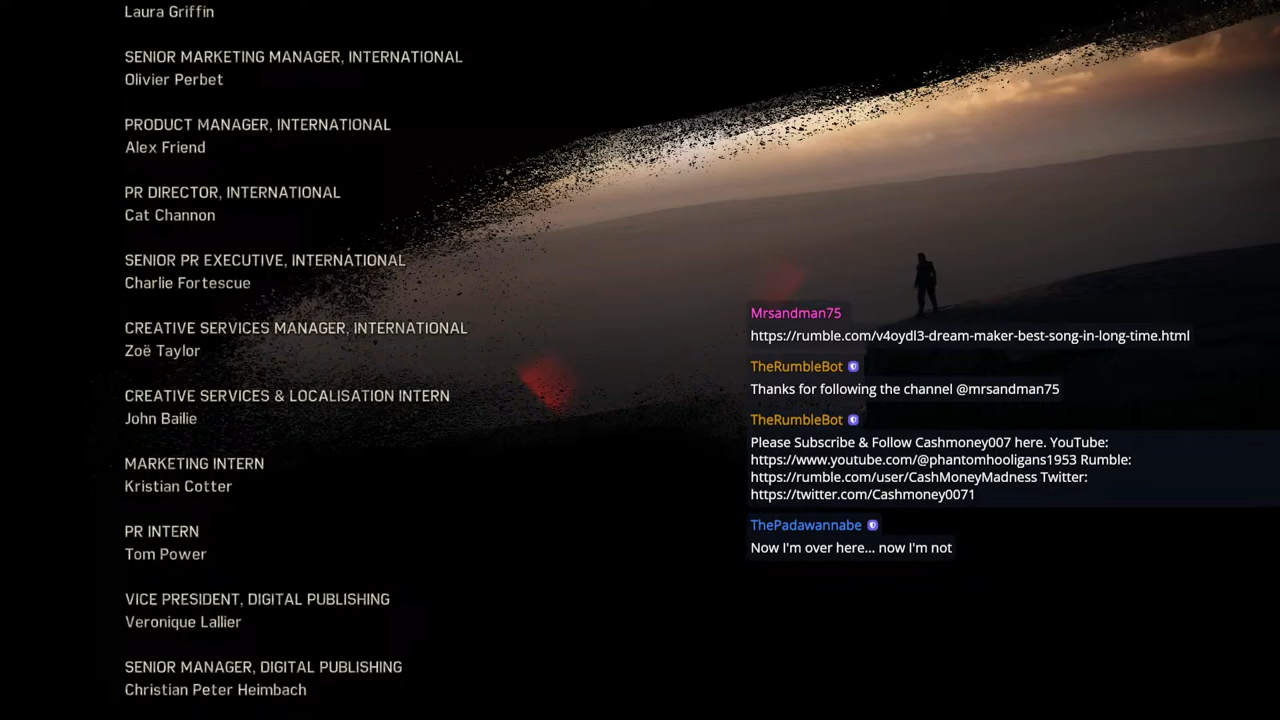 Laura Griffin
SENIOR MARKETING MANAGER, INTERNATIONAL
Olivier Perbet
PRODUCT MANAGER, INTERNATIONAL
Alex Friend
PR DIRECTOR, INTERNATIONAL
Cat Channon
SENIOR PR EXECUTIVE, INTERNATIONAL
Charlie Fortescue
CREATIVE SERVICES MANAGER, INTERNATIONAL
Zoë Taylor
CREATIVE SERVICES & LOCALISATION INTERN
John Bailie
MARKETING INTERN
Kristian Cotter
PR INTERN
Tom Power
VICE PRESIDENT, DIGITAL PUBLISHING
Veronique Lallier
SENIOR MANAGER, DIGITAL PUBLISHING
Christian Peter Heimbach
Mrsandman75
https://rumble.com/v4oydl3-dream-maker-best-song-in-long-time.html
TheRumbleBot
Thanks for following the channel @mrsandman75
TheRumbleBot
Please Subscribe & Follow Cashmoney007 here. YouTube:
https://www.youtube.com/@phantomhooligans1953 Rumble:
https://rumble.com/user/CashMoneyMadness Twitter:
https://twitter.com/Cashmoney0071
ThePadawannabe
Now I'm over here... now I'm not